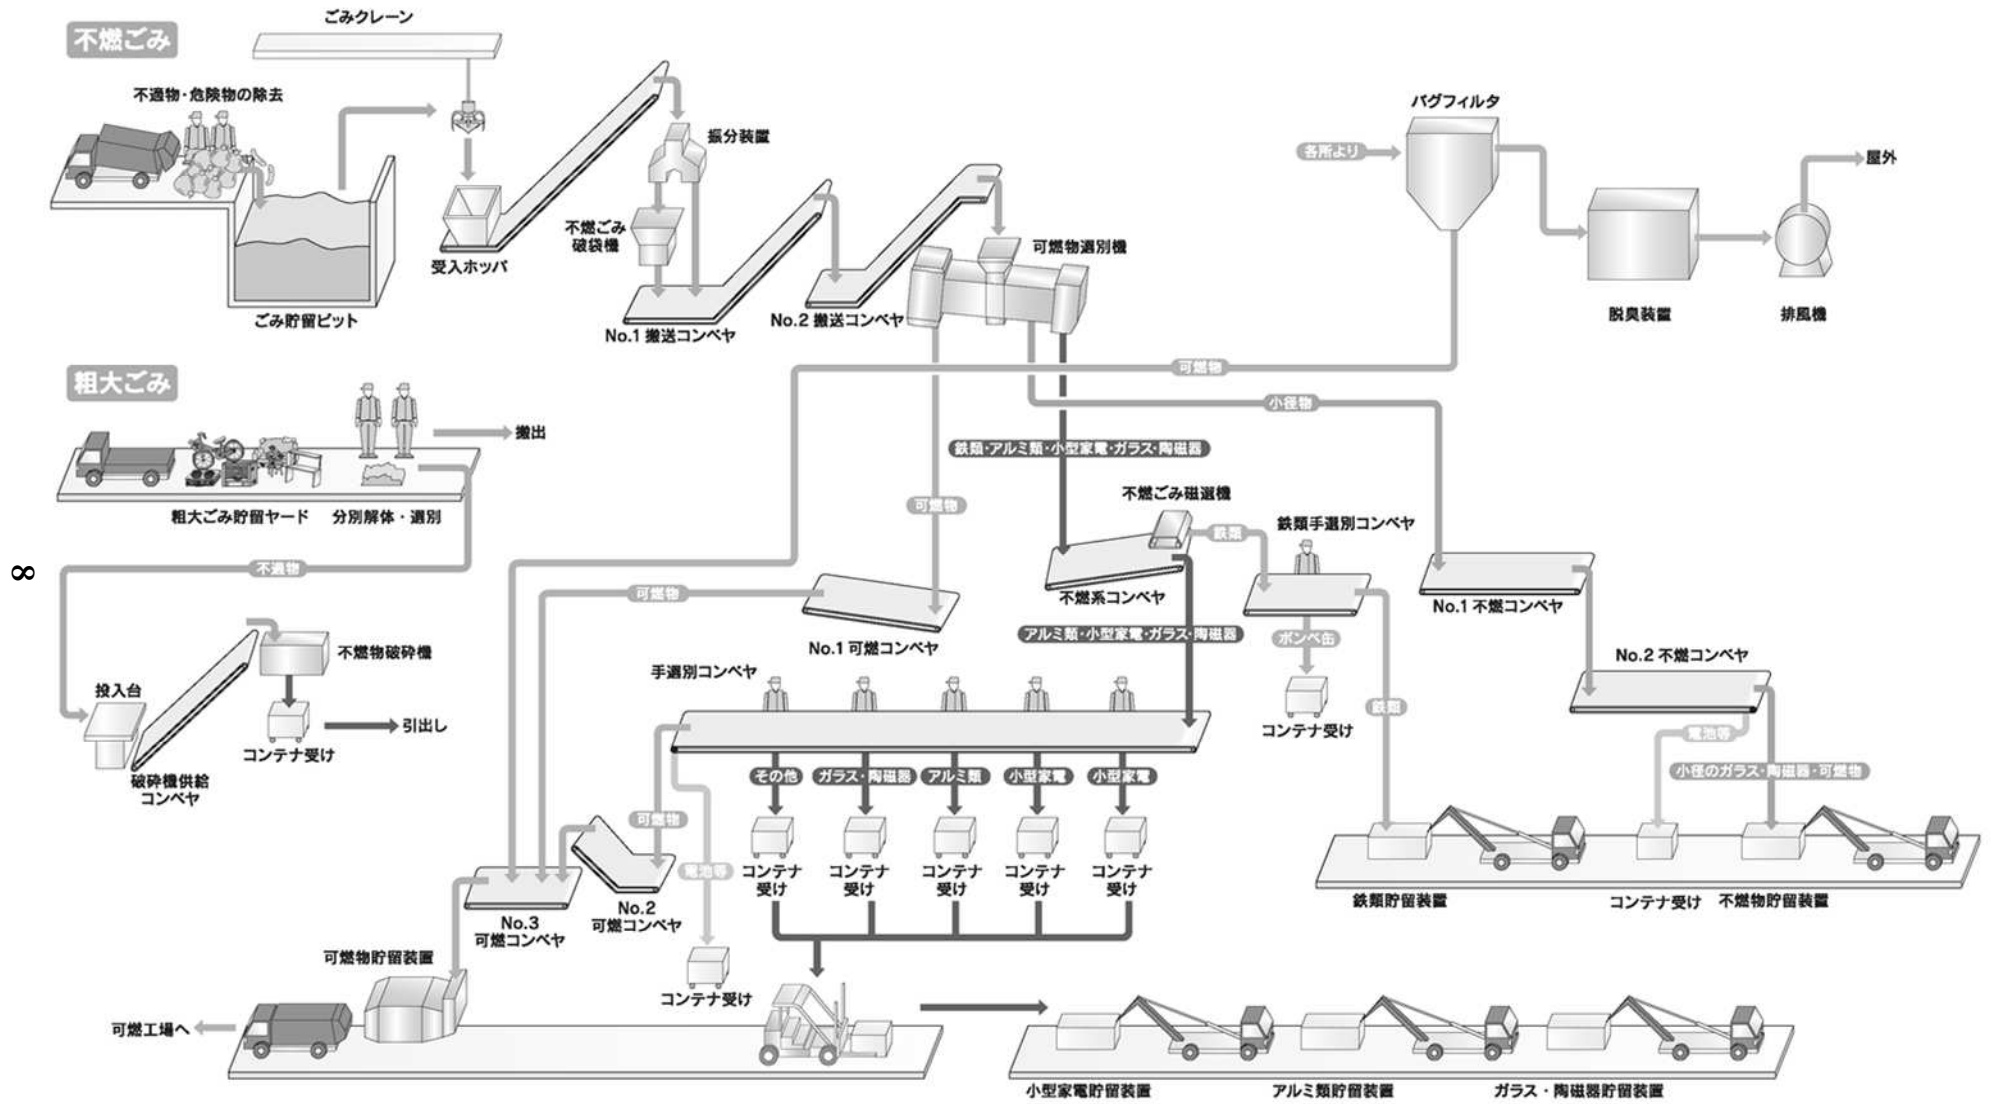 不燃ごみ
ごみクレーン
不適物・危険物の除去
ごみ貯留ピット
受入ホッパ
振分装置
不燃ごみ
破袋機
No.1 搬送コンベヤ
No.2 搬送コンベヤ
可燃物選別機
バグフィルタ
各所より
屋外
脱臭装置
排風機
可燃物
小径物
粗大ごみ
搬出
粗大ごみ貯留ヤード
分別解体・選別
不適物
不燃物破砕機
投入台
コンテナ受け
引出し
破砕機供給
コンベヤ
8
鉄類・アルミ類・小型家電・ガラス・陶磁器
可燃物
不燃ごみ磁選機
鉄類
鉄類手選別コンベヤ
不燃系コンベヤ
No.1 不燃コンベヤ
可燃物
No.1 可燃コンベヤ
アルミ類・小型家電・ガラス・陶磁器
ボンベ缶
コンテナ受け
No.2 不燃コンベヤ
手選別コンベヤ
鉄類
電池等
小径のガラス・陶磁器・可燃物
その他
ガラス・陶磁器
アルミ類
小型家電
小型家電
可燃物
電池等
コンテナ
受け
コンテナ
受け
コンテナ
受け
コンテナ
受け
コンテナ
受け
No.3
可燃コンベヤ
No.2
可燃コンベヤ
コンテナ受け
鉄類貯留装置
コンテナ受け
不燃物貯留装置
可燃物貯留装置
可燃工場へ
小型家電貯留装置
アルミ類貯留装置
ガラス・陶磁器貯留装置